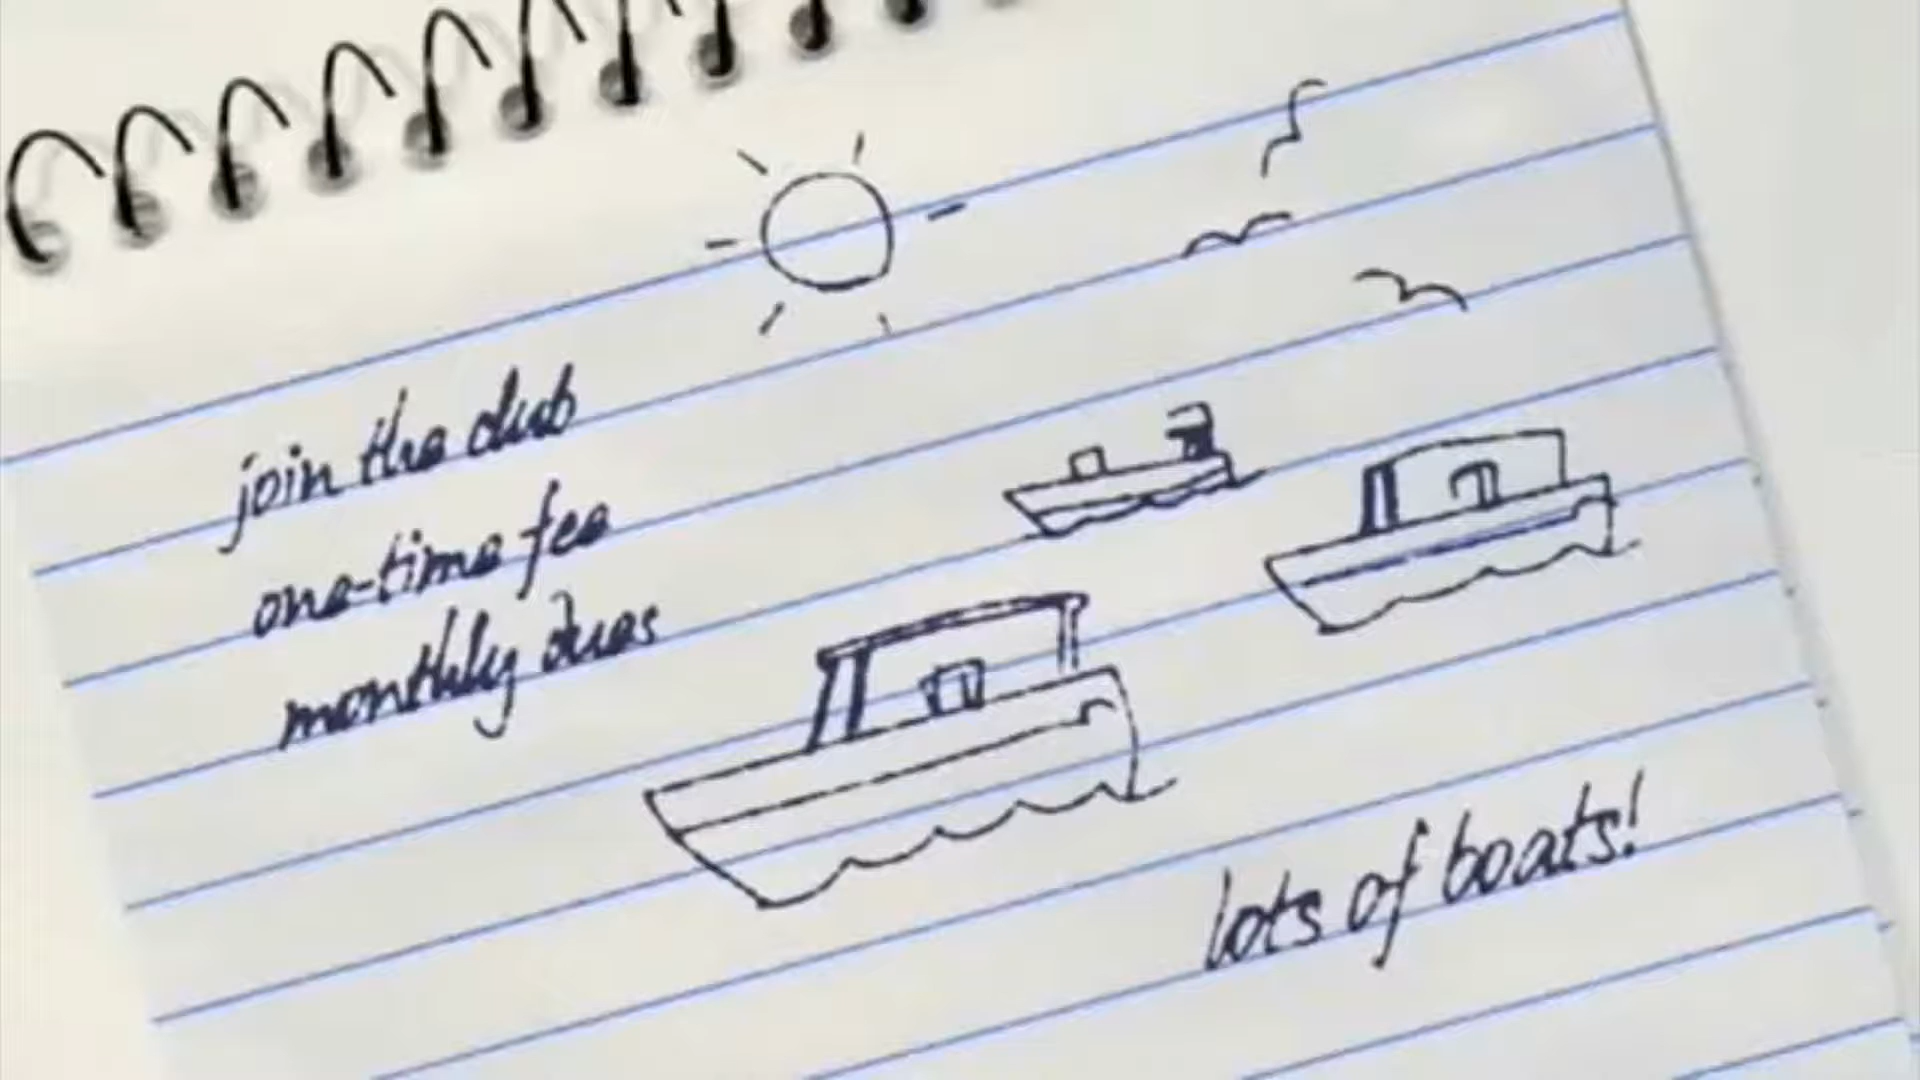 join the club
one-time fee
monthly dues
lots of boats!